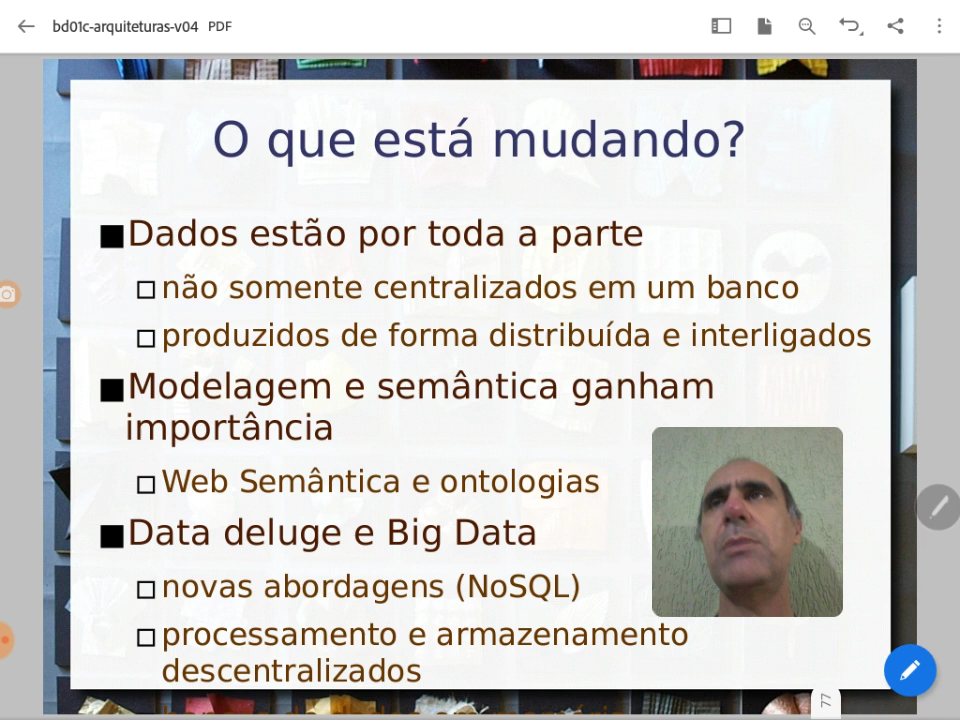 bd01c-arquiteturas-v04 PDF
O que está mudando?
Dados estão por toda a parte
não somente centralizados em um banco
produzidos de forma distribuída e interligados
Modelagem e semântica ganham
importância
Web Semântica e ontologias
Data deluge e Big Data
novas abordagens (NoSQL)
processamento e armazenamento
descentralizados
77